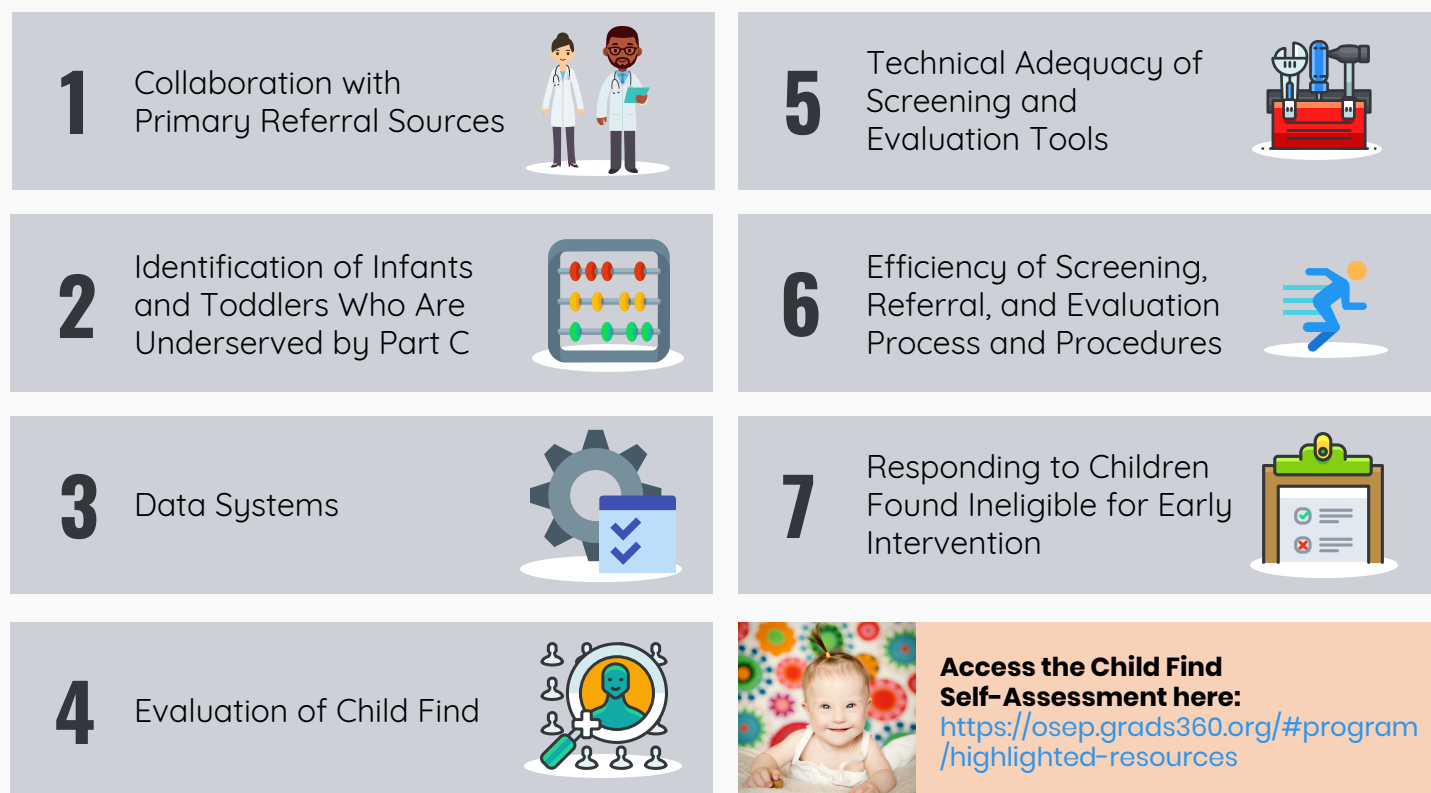 1
Collaboration with
Primary Referral Sources
2
Identification of Infants
and Toddlers Who Are
Underserved by Part C
3
Data Systems
4
Evaluation of Child Find
5
Technical Adequacy of
Screening and
Evaluation Tools
6
Efficiency of Screening,
Referral, and Evaluation
Process and Procedures
7
Responding to Children
Found Ineligible for Early
Intervention
Access the Child Find
Self-Assessment here:
https://osep.grads360.org/#program
/highlighted-resources